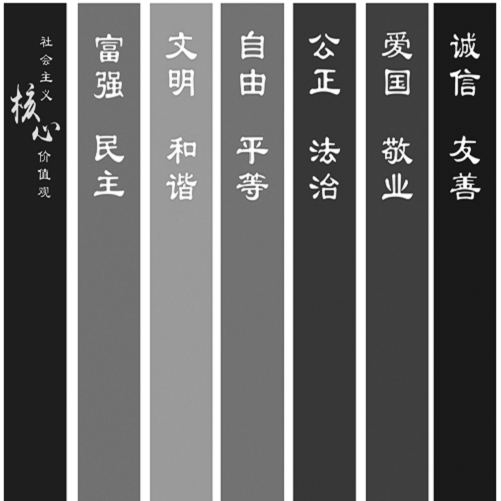 社会主义
核心
价值观
富强 民主
文明 和谐
自由 平等
公正 法治
爱国 敬业
诚信 友善